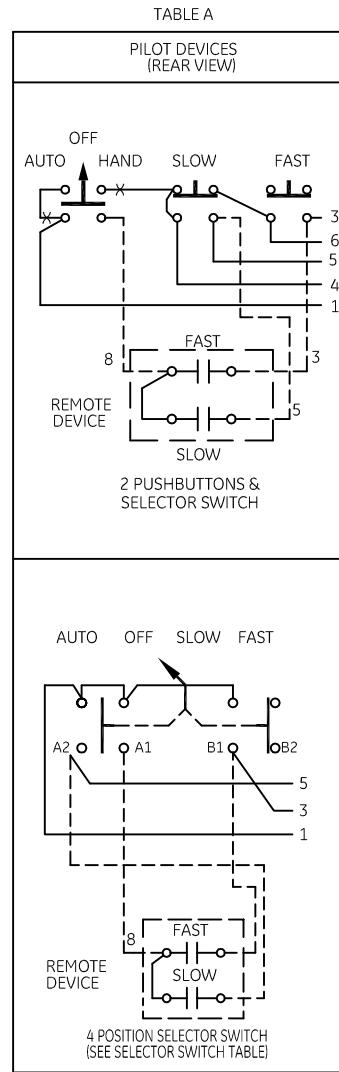 TABLE A
PILOT DEVICES
(REAR VIEW)
OFF
AUTO HAND SLOW FAST
3
6
5
4
1
FAST
8 3
REMOTE
DEVICE
5
SLOW
2 PUSHBUTTONS &
SELECTOR SWITCH
AUTO OFF SLOW FAST
A2 A1 B1 B2
5
3
1
FAST
8
REMOTE
DEVICE
SLOW
4 POSITION SELECTOR SWITCH
(SEE SELECTOR SWITCH TABLE)